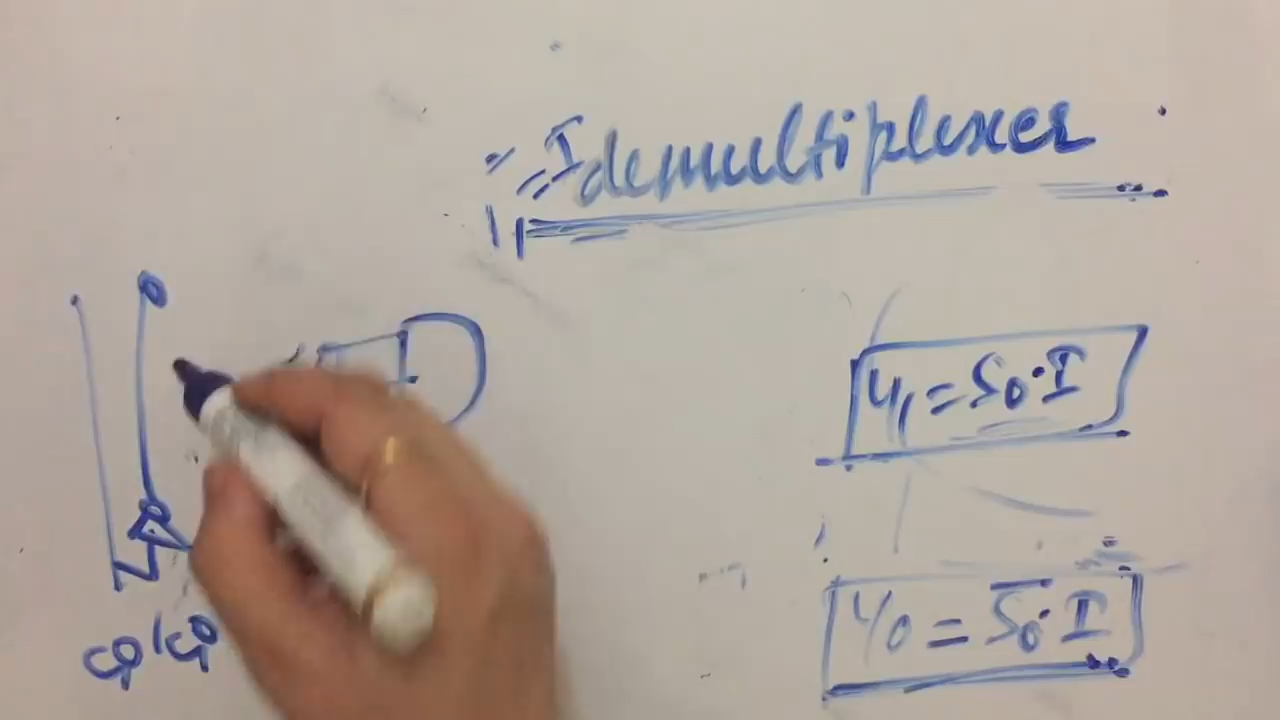 I demultiplexer
Y1 = S0·I
Y0 = S̅0·I